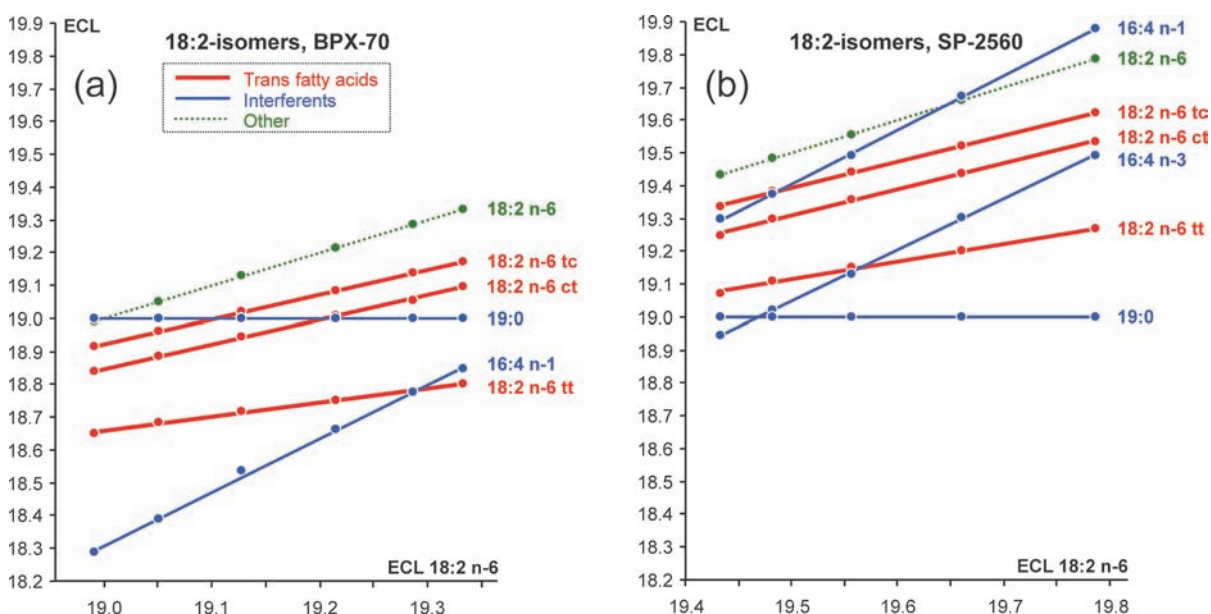 ECL
18:2-isomers, BPX-70
(a)
Trans fatty acids
Interferents
Other
19.9
19.8
19.7
19.6
19.5
19.4
19.3
19.2
19.1
19.0
18.9
18.8
18.7
18.6
18.5
18.4
18.3
18.2
18:2 n-6
18:2 n-6 tc
18:2 n-6 ct
19:0
16:4 n-1
18:2 n-6 tt
ECL 18:2 n-6
19.0 19.1 19.2 19.3
ECL
18:2-isomers, SP-2560
(b)
19.9
19.8
19.7
19.6
19.5
19.4
19.3
19.2
19.1
19.0
18.9
18.8
18.7
18.6
18.5
18.4
18.3
18.2
16:4 n-1
18:2 n-6
18:2 n-6 tc
18:2 n-6 ct
16:4 n-3
18:2 n-6 tt
19:0
ECL 18:2 n-6
19.4 19.5 19.6 19.7 19.8